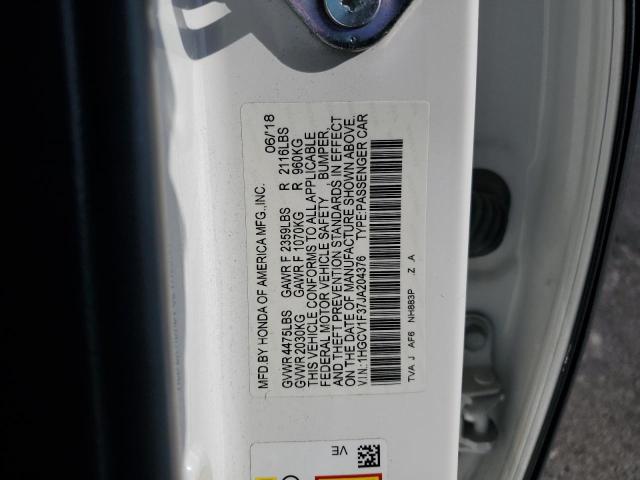 MFD.BY HONDA OF AMERICA MFG.,INC. 06/18
GVWR 4475LBS GAWR F 2359LBS R 2116LBS
GVWR 2030KG GAWR F 1070KG R 960KG
THIS VEHICLE CONFORMS TO ALL APPLICABLE
FEDERAL MOTOR VEHICLE SAFETY BUMPER,
AND THEFT PREVENTION STANDARDS IN EFFECT
ON THE DATE OF MANUFACTURE SHOWN ABOVE.
V.I.N.:1HGCV1F37JA204376 TYPE:PASSENGER CAR
TVA J AF6 NH883P Z A
VE